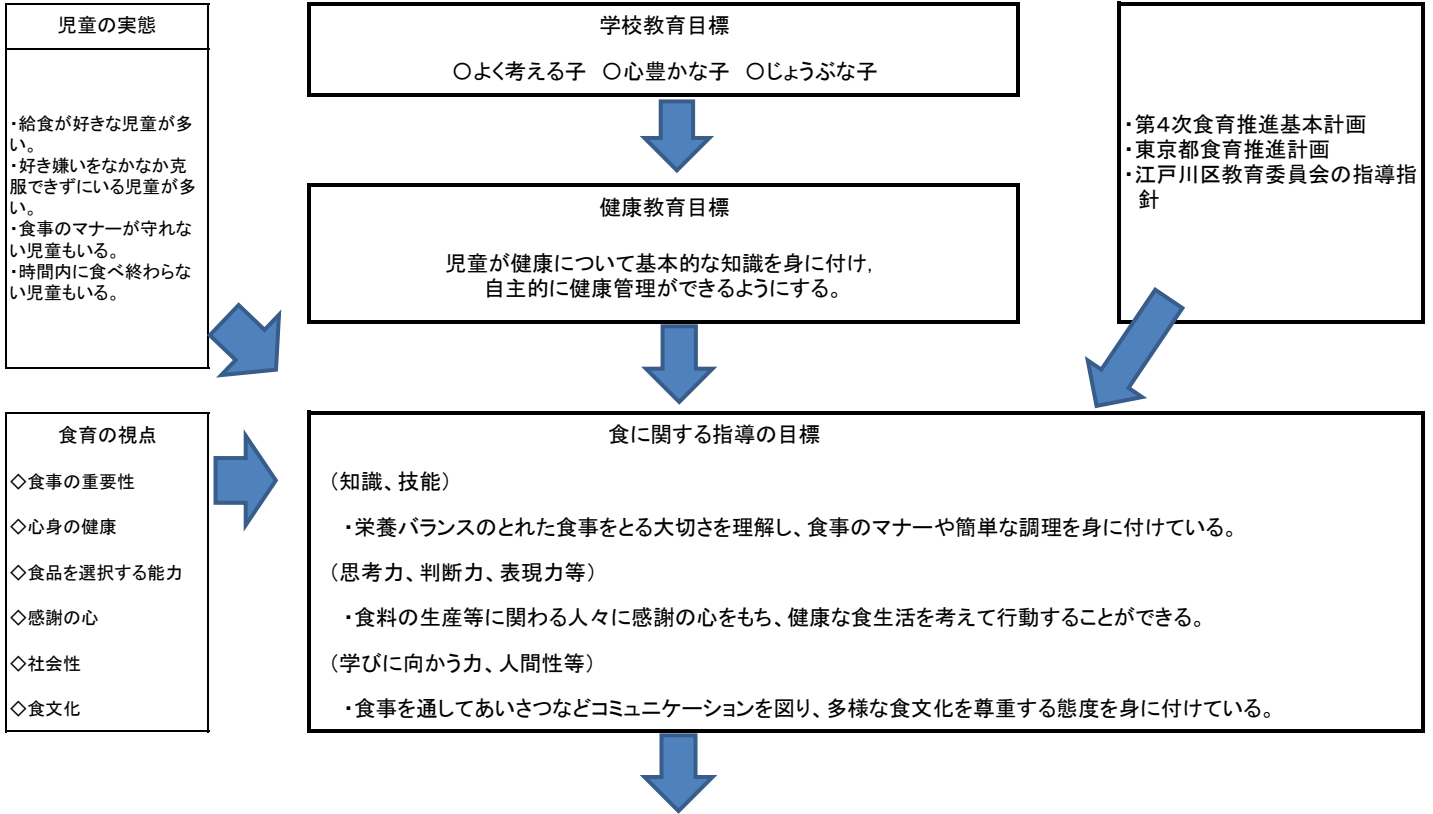 児童の実態
・給食が好きな児童が多
い。
・好き嫌いをなかなか克
服できずにいる児童が多
い。
・食事のマナーが守れな
い児童もいる。
・時間内に食べ終わらな
い児童もいる。
学校教育目標
○よく考える子 ○心豊かな子 ○じょうぶな子
健康教育目標
児童が健康について基本的な知識を身に付け,
自主的に健康管理ができるようにする。
・第4次食育推進基本計画
・東京都食育推進計画
・江戸川区教育委員会の指導指
針
食育の視点
◇食事の重要性
◇心身の健康
◇食品を選択する能力
◇感謝の心
◇社会性
◇食文化
食に関する指導の目標
(知識、技能)
・栄養バランスのとれた食事をとる大切さを理解し、食事のマナーや簡単な調理を身に付けている。
(思考力、判断力、表現力等)
・食料の生産等に関わる人々に感謝の心をもち、健康な食生活を考えて行動することができる。
(学びに向かう力、人間性等)
・食事を通してあいさつなどコミュニケーションを図り、多様な食文化を尊重する態度を身に付けている。